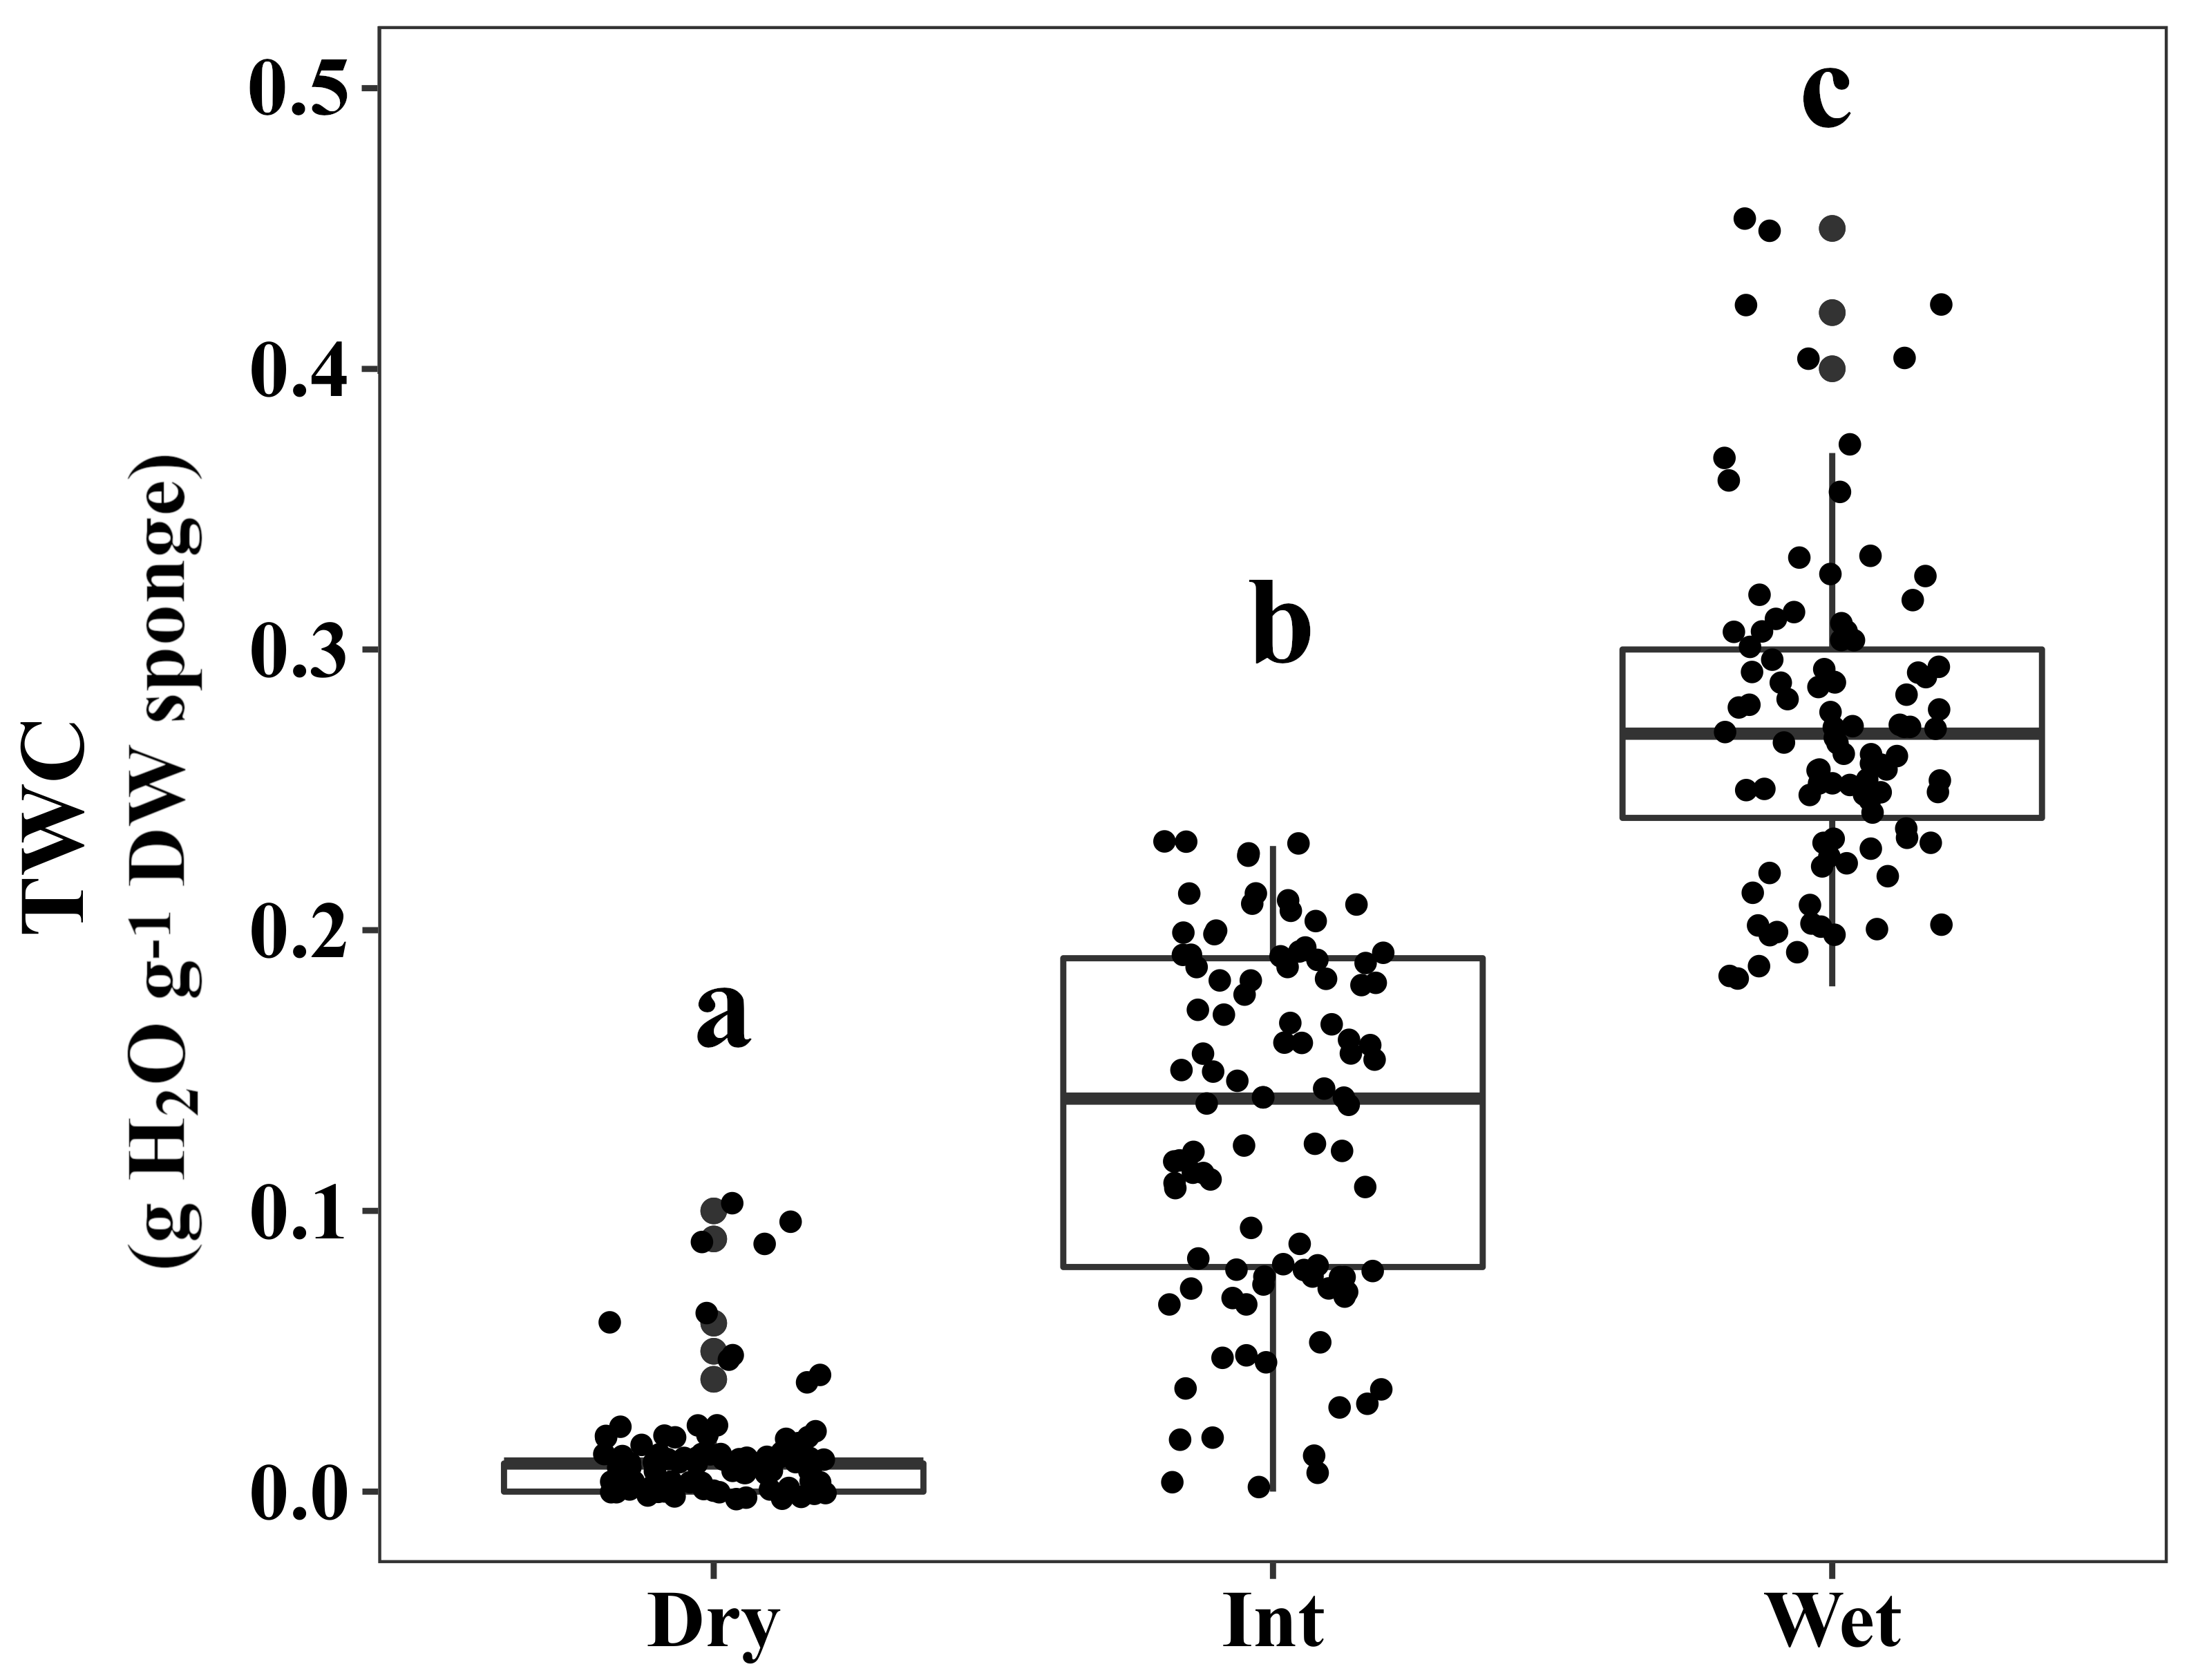 TWC
(g H₂O g-1 DW sponge)
0.5
0.4
0.3
0.2
0.1
0.0
a
b
c
Dry
Int
Wet